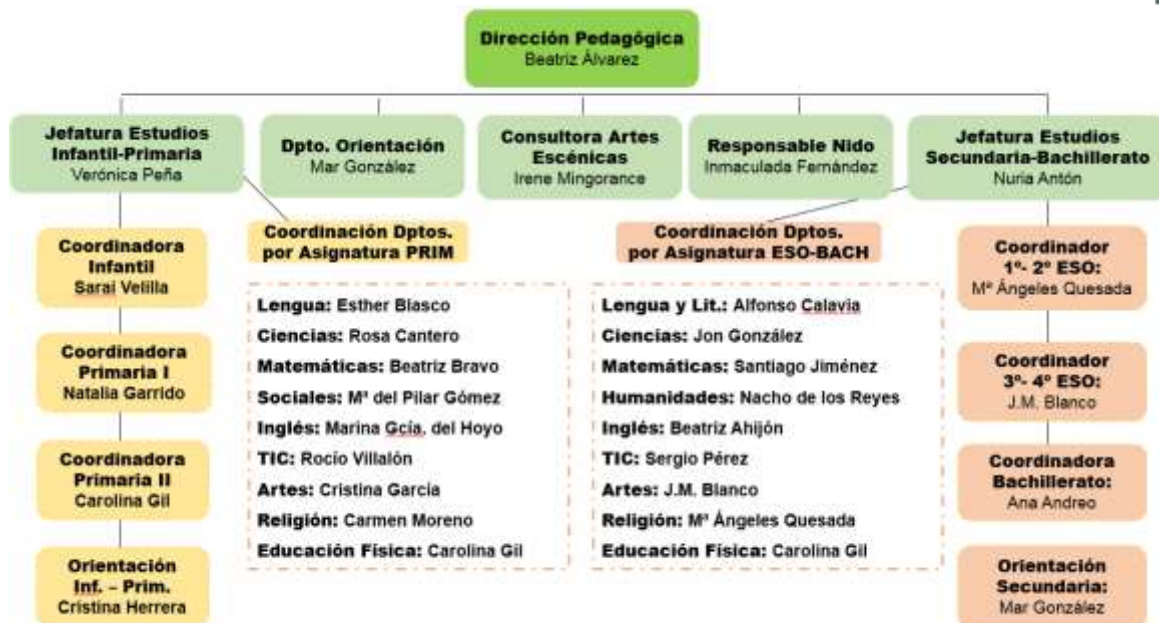 Dirección Pedagógica
Beatriz Álvarez
Jefatura Estudios
Infantil-Primaria
Verónica Peña
Dpto. Orientación
Mar González
Consultora Artes
Escénicas
Irene Mingorance
Responsable Nido
Inmaculada Fernández
Jefatura Estudios
Secundaria-Bachillerato
Nuria Antón
Coordinadora
Infantil
Sarai Velilla
Coordinadora
Primaria I
Natalia Garrido
Coordinadora
Primaria II
Carolina Gil
Orientación
Inf. – Prim.
Cristina Herrera
Coordinación Dptos.
por Asignatura PRIM
Lengua: Esther Blasco
Ciencias: Rosa Cantero
Matemáticas: Beatriz Bravo
Sociales: Mª del Pilar Gómez
Inglés: Marina Gcía. del Hoyo
TIC: Rocío Villalón
Artes: Cristina García
Religión: Carmen Moreno
Educación Física: Carolina Gil
Coordinación Dptos.
por Asignatura ESO-BACH
Lengua y Lit.: Alfonso Calavia
Ciencias: Jon González
Matemáticas: Santiago Jiménez
Humanidades: Nacho de los Reyes
Inglés: Beatriz Ahijón
TIC: Sergio Pérez
Artes: J.M. Blanco
Religión: Mª Ángeles Quesada
Educación Física: Carolina Gil
Coordinador
1º- 2º ESO:
Mª Ángeles Quesada
Coordinador
3º- 4º ESO:
J.M. Blanco
Coordinadora
Bachillerato:
Ana Andreo
Orientación
Secundaria:
Mar González